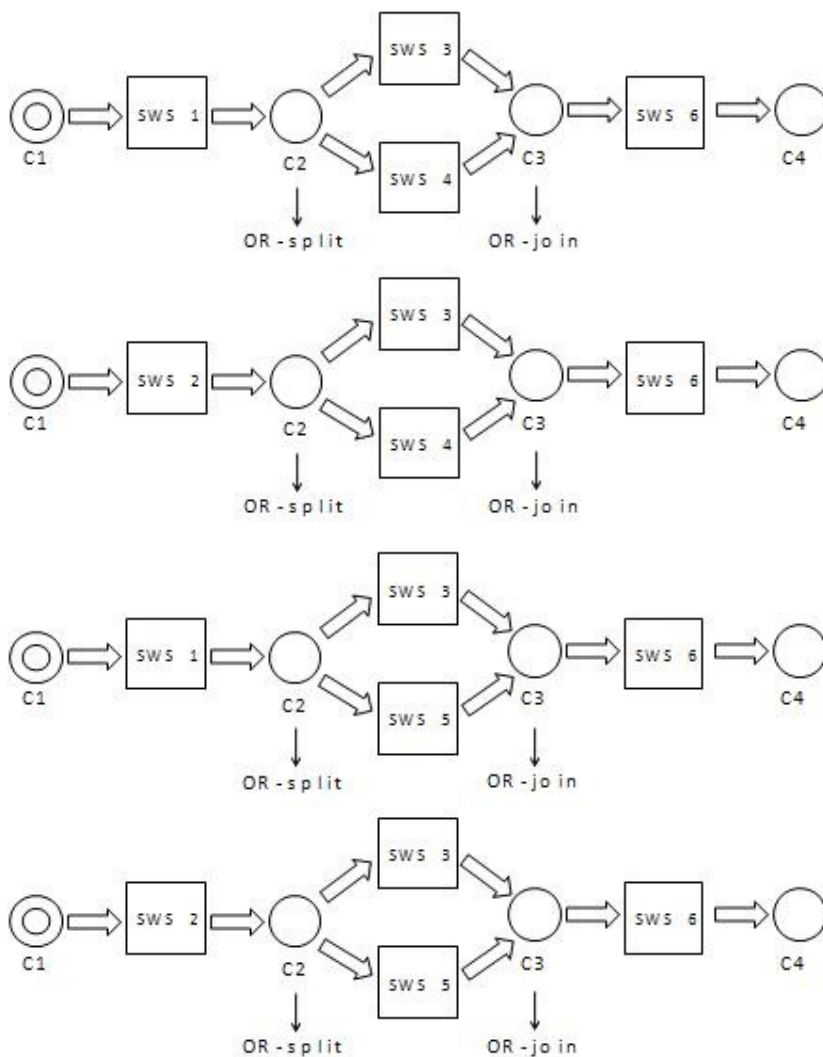 SWS 3
SWS 1
SWS 6
C1
C2
C3
C4
SWS 4
OR-split
OR-join
SWS 3
SWS 2
SWS 6
C1
C2
C3
C4
SWS 4
OR-split
OR-join
SWS 3
SWS 1
SWS 6
C1
C2
C3
C4
SWS 5
OR-split
OR-join
SWS 3
SWS 2
SWS 6
C1
C2
C3
C4
SWS 5
OR-split
OR-join